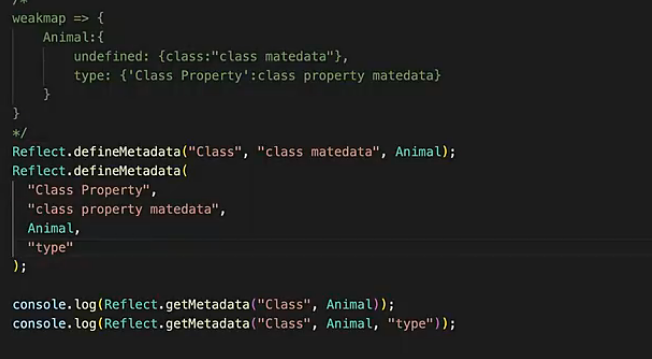 /*
weakmap => {
    Animal:{
        undefined: {class:"class matedata"},
        type: {'Class Property':class property matedata}
    }
}
*/
Reflect.defineMetadata("Class", "class matedata", Animal);
Reflect.defineMetadata(
  "Class Property",
  "class property matedata",
  Animal,
  "type"
);
console.log(Reflect.getMetadata("Class", Animal));
console.log(Reflect.getMetadata("Class", Animal, "type"));